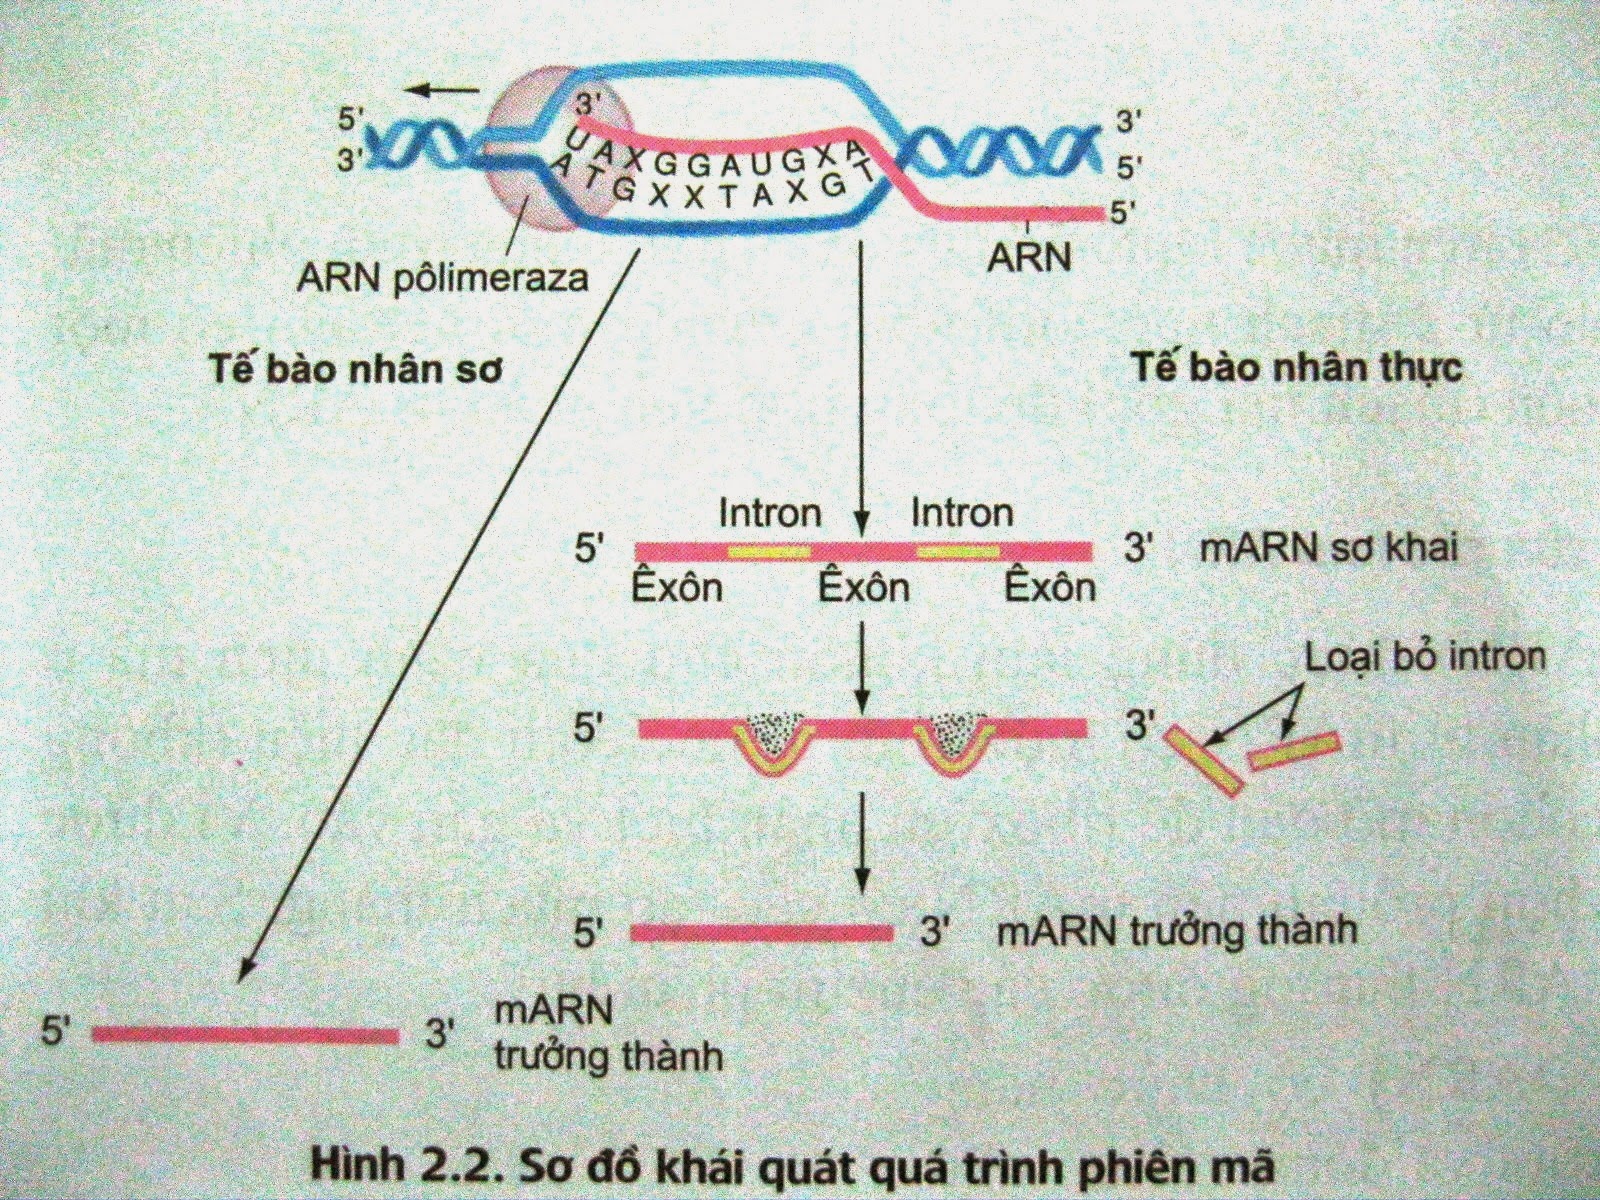 5' 3' 3'
3' 5'
UAXGGAUGXA
ATGXXTAXGT
5'
ARN
ARN pôlimeraza
Tế bào nhân sơ
Tế bào nhân thực
Intron Intron
5' 3' mARN sơ khai
Êxôn Êxôn Êxôn
Loại bỏ intron
5' 3'
5' 3' mARN trưởng thành
5' 3' mARN
trưởng thành
Hình 2.2. Sơ đồ khái quát quá trình phiên mã